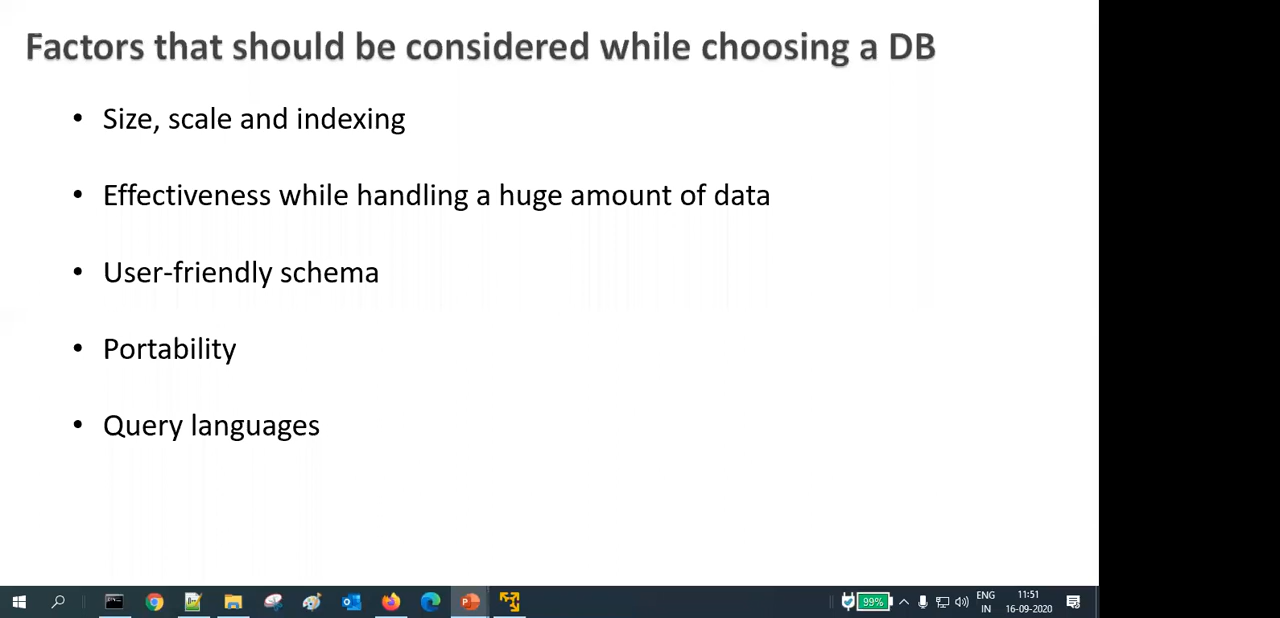 Factors that should be considered while choosing a DB
• Size, scale and indexing
• Effectiveness while handling a huge amount of data
• User-friendly schema
• Portability
• Query languages
99%
ENG
IN
11:51
16-09-2020